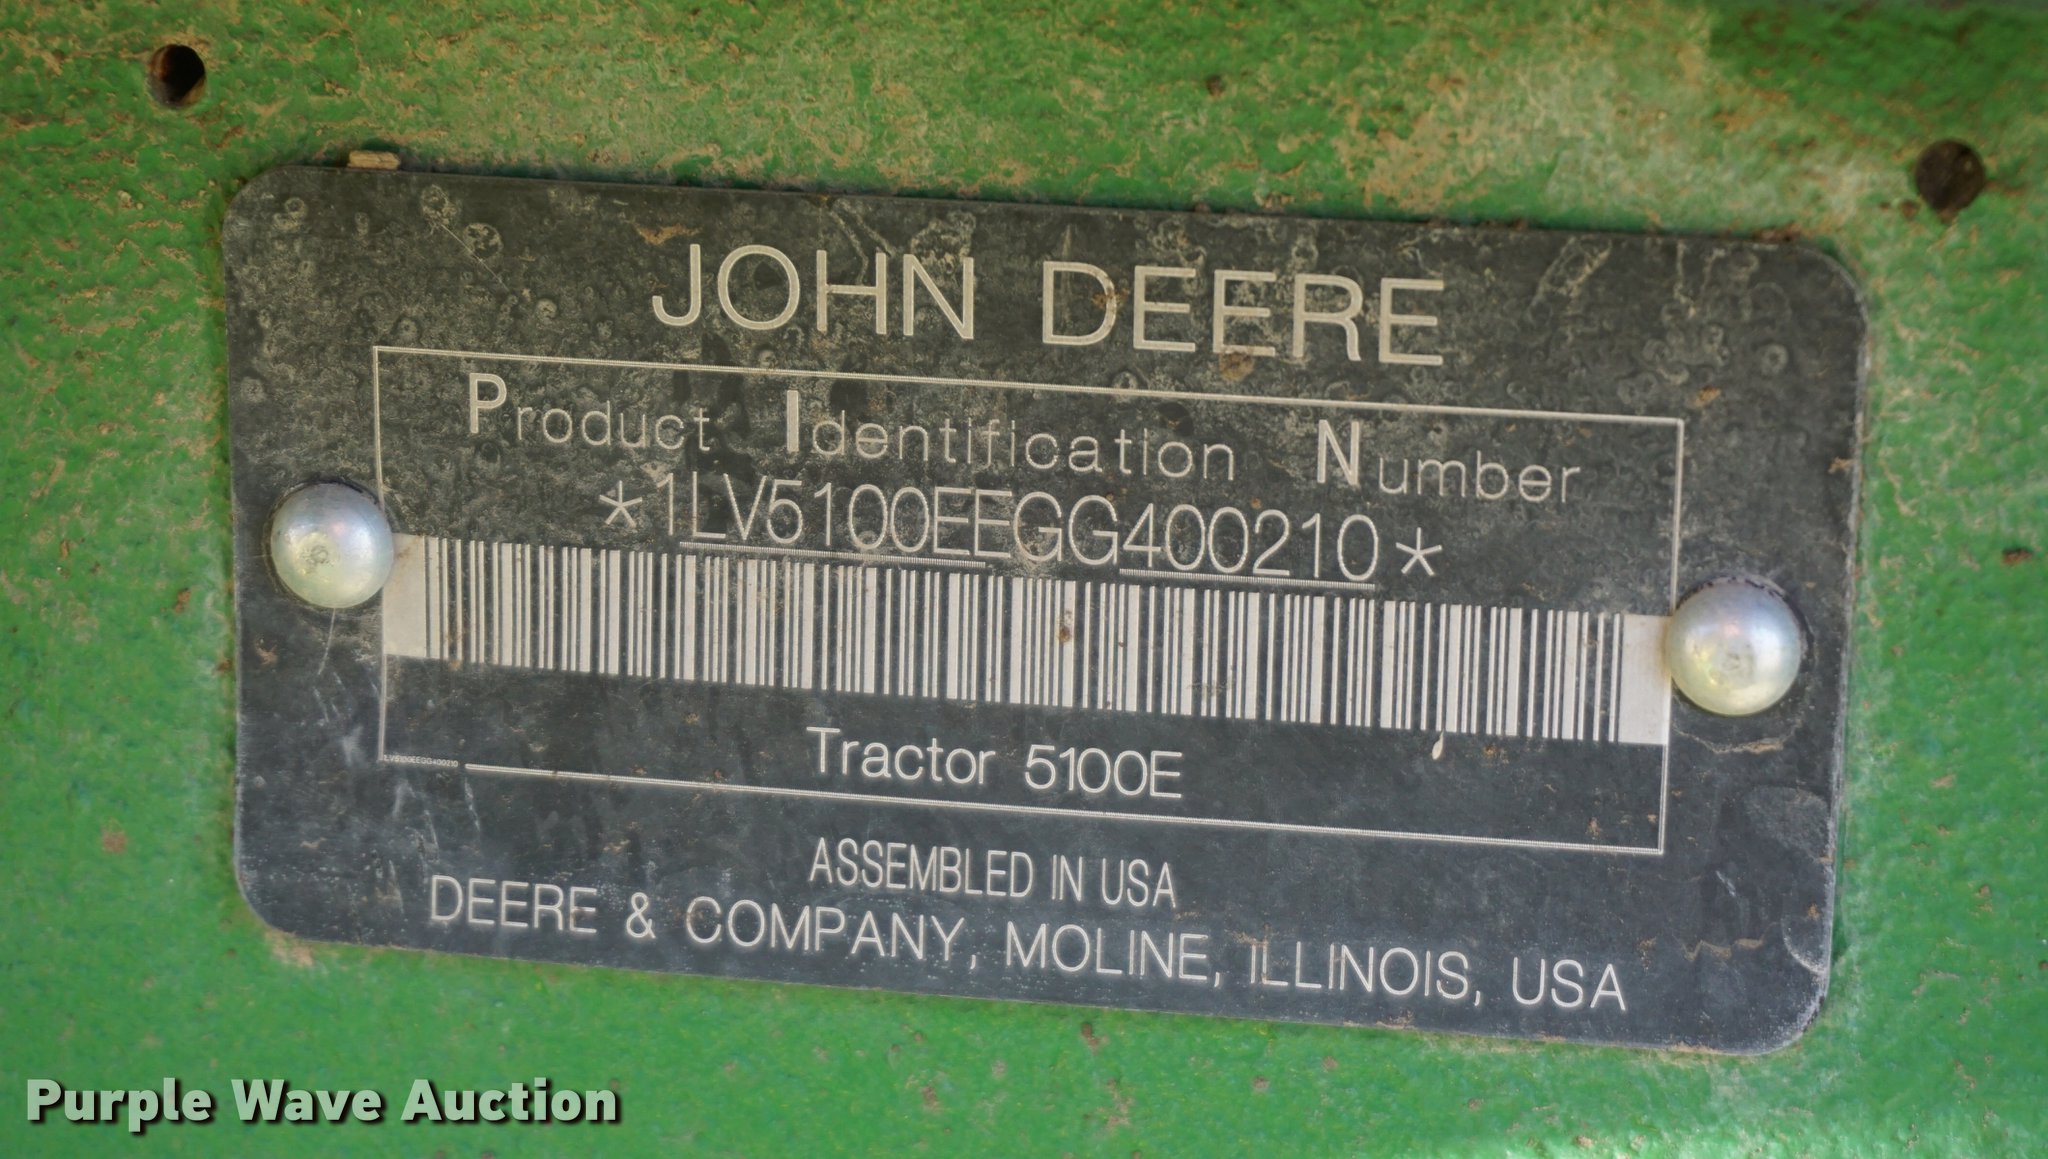 JOHN DEERE
Product Identification Number
*1LV5100EEGG400210*
Tractor 5100E
1LV5100EEGG400210
ASSEMBLED IN USA
DEERE & COMPANY, MOLINE, ILLINOIS, USA
Purple Wave Auction